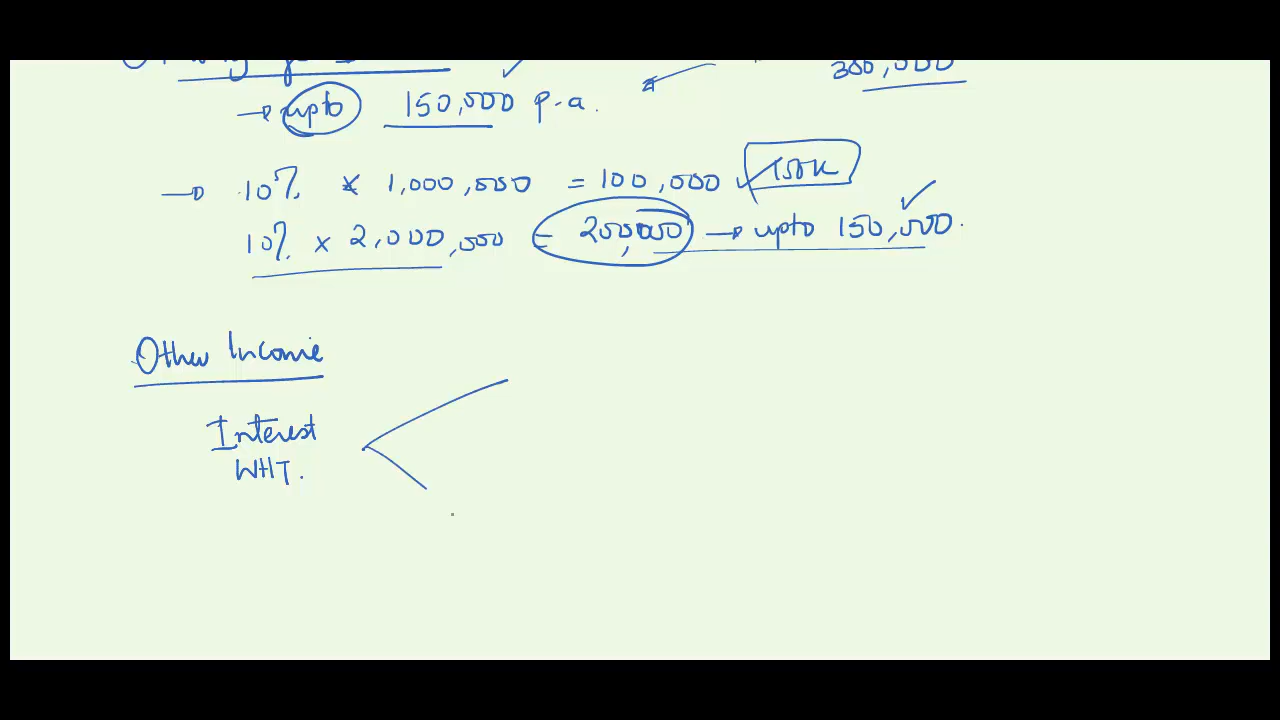 300,000
→ upto 150,000 p.a.
→ 10% × 1,000,000 = 100,000 ✓ 150K
10% × 2,000,000 = 200,000 → upto 150,000. ✓
Other Income
Interest
WHT.